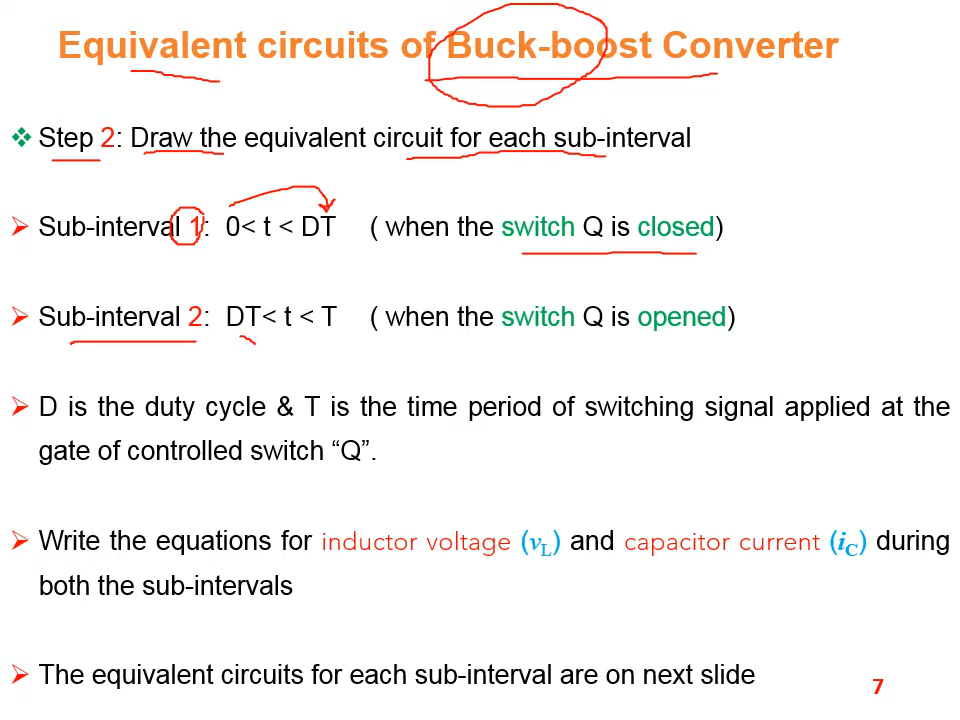 Equivalent circuits of Buck-boost Converter
❖ Step 2: Draw the equivalent circuit for each sub-interval
➢ Sub-interval 1: 0< t < DT ( when the switch Q is closed)
➢ Sub-interval 2: DT< t < T ( when the switch Q is opened)
➢ D is the duty cycle & T is the time period of switching signal applied at the
gate of controlled switch “Q”.
➢ Write the equations for inductor voltage (vL) and capacitor current (iC) during
both the sub-intervals
➢ The equivalent circuits for each sub-interval are on next slide
7